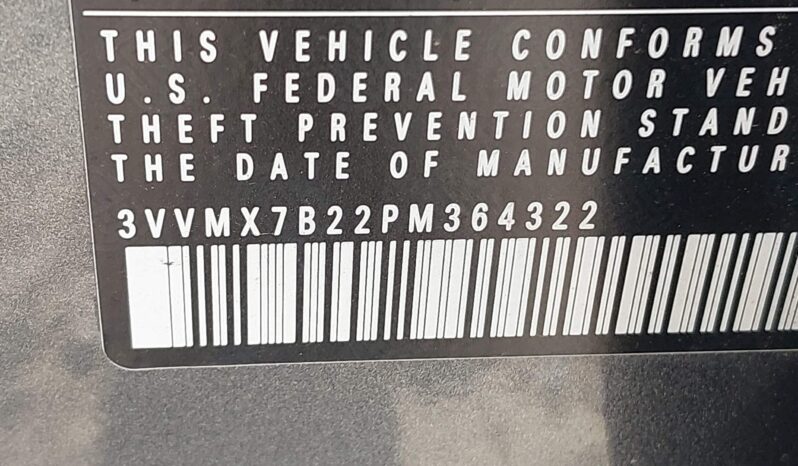 THIS VEHICLE CONFORMS
U.S. FEDERAL MOTOR VEH
THEFT PREVENTION STAND
THE DATE OF MANUFACTUR
3VVMX7B22PM364322